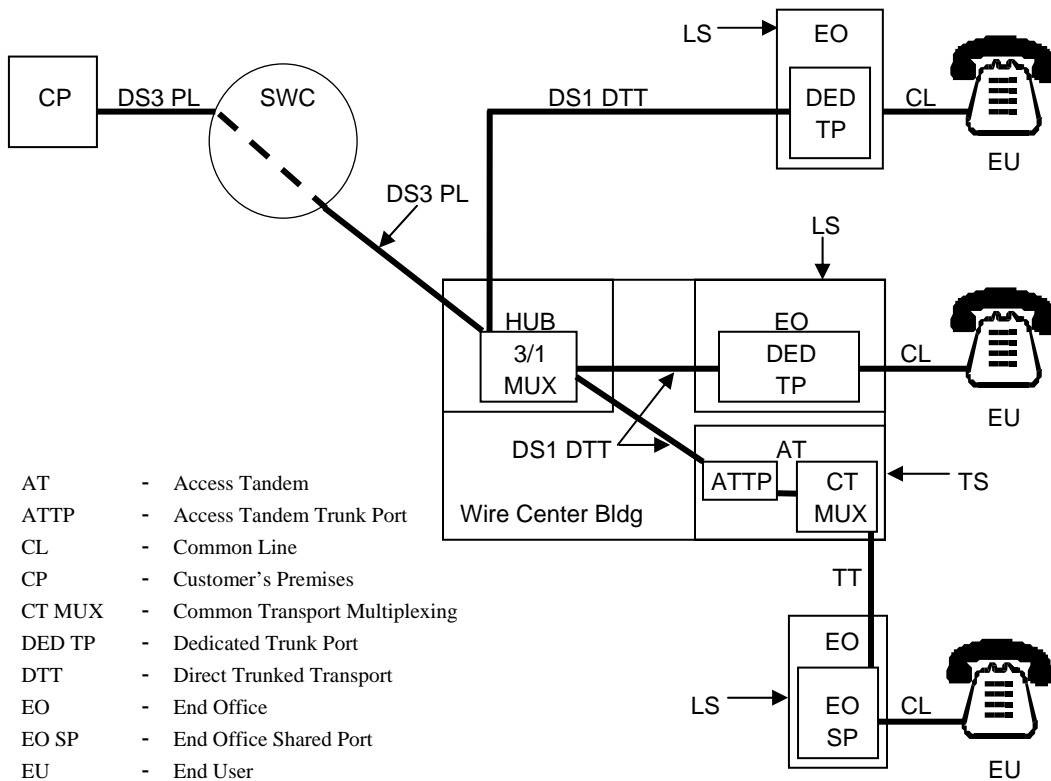 LS
EO
CP
DS3 PL
SWC
DS1 DTT
DED
TP
CL
EU
DS3 PL
LS
HUB
3/1
MUX
EO
DED
TP
CL
EU
DS1 DTT
AT
ATTP
CT
MUX
TS
Wire Center Bldg
TT
EO
LS
EO
SP
CL
EU
AT - Access Tandem
ATTP - Access Tandem Trunk Port
CL - Common Line
CP - Customer's Premises
CT MUX - Common Transport Multiplexing
DED TP - Dedicated Trunk Port
DTT - Direct Trunked Transport
EO - End Office
EO SP - End Office Shared Port
EU - End User